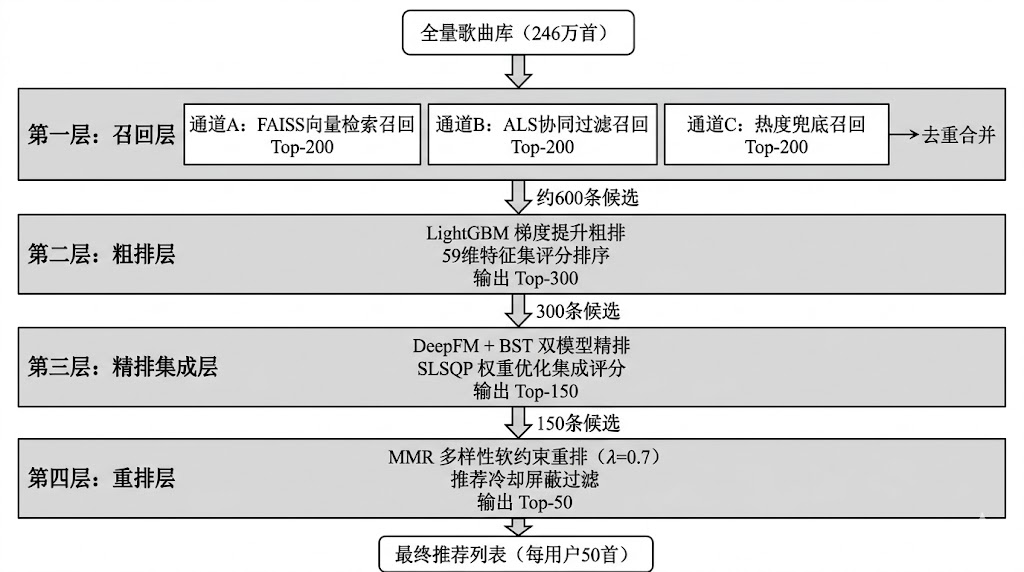 全量歌曲库（246万首）
第一层：召回层
通道A：FAISS向量检索召回
Top-200
通道B：ALS协同过滤召回
Top-200
通道C：热度兜底召回
Top-200
去重合并
约600条候选
第二层：粗排层
LightGBM 梯度提升粗排
59维特征集评分排序
输出 Top-300
300条候选
第三层：精排集成层
DeepFM + BST 双模型精排
SLSQP 权重优化集成评分
输出 Top-150
150条候选
第四层：重排层
MMR 多样性软约束重排（λ=0.7）
推荐冷却屏蔽过滤
输出 Top-50
最终推荐列表（每用户50首）